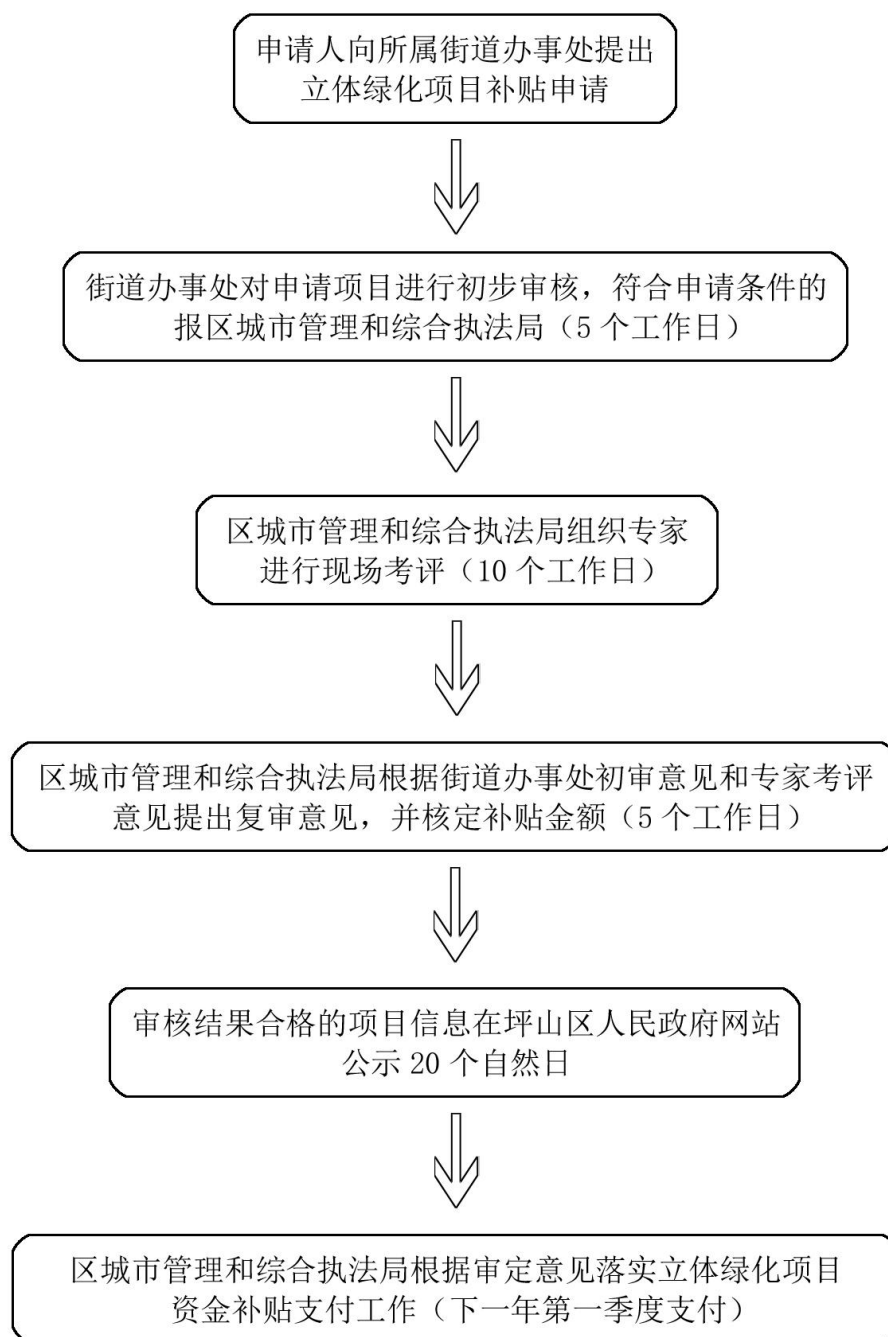 申请人向所属街道办事处提出
立体绿化项目补贴申请
街道办事处对申请项目进行初步审核，符合申请条件的
报区城市管理和综合执法局（5 个工作日）
区城市管理和综合执法局组织专家
进行现场考评（10 个工作日）
区城市管理和综合执法局根据街道办事处初审意见和专家考评
意见提出复审意见，并核定补贴金额（5 个工作日）
审核结果合格的项目信息在坪山区人民政府网站
公示 20 个自然日
区城市管理和综合执法局根据审定意见落实立体绿化项目
资金补贴支付工作（下一年第一季度支付）